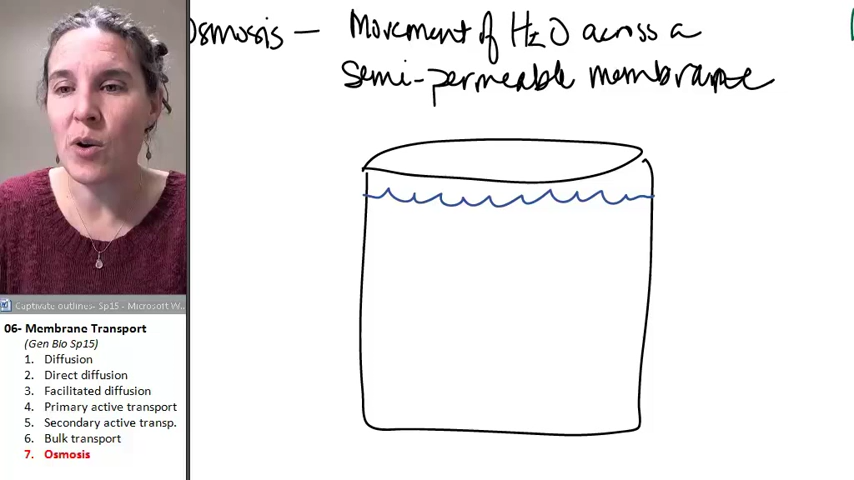 osmosis — Movement of H2O across a
semi-permeable membrane
Captivate outlines- Sp15 - Microsoft W.
06- Membrane Transport
(Gen Bio Sp15)
1. Diffusion
2. Direct diffusion
3. Facilitated diffusion
4. Primary active transport
5. Secondary active transp.
6. Bulk transport
7. Osmosis